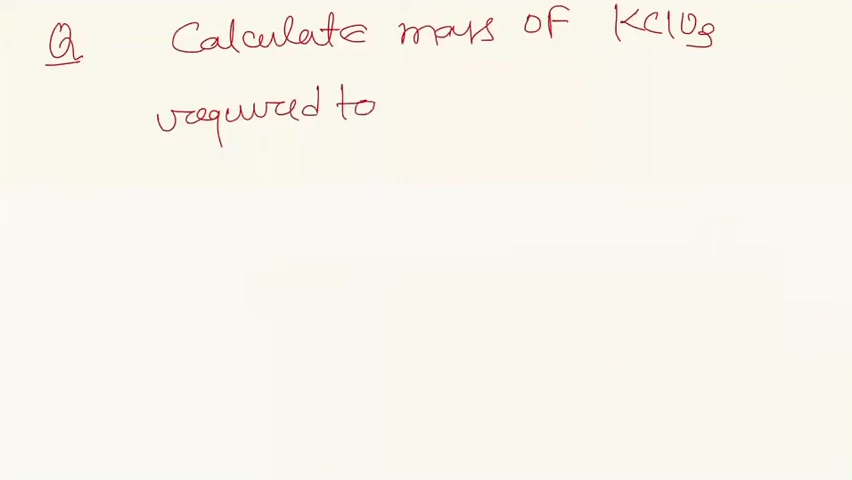 Q Calculate mass of KClO3
required to